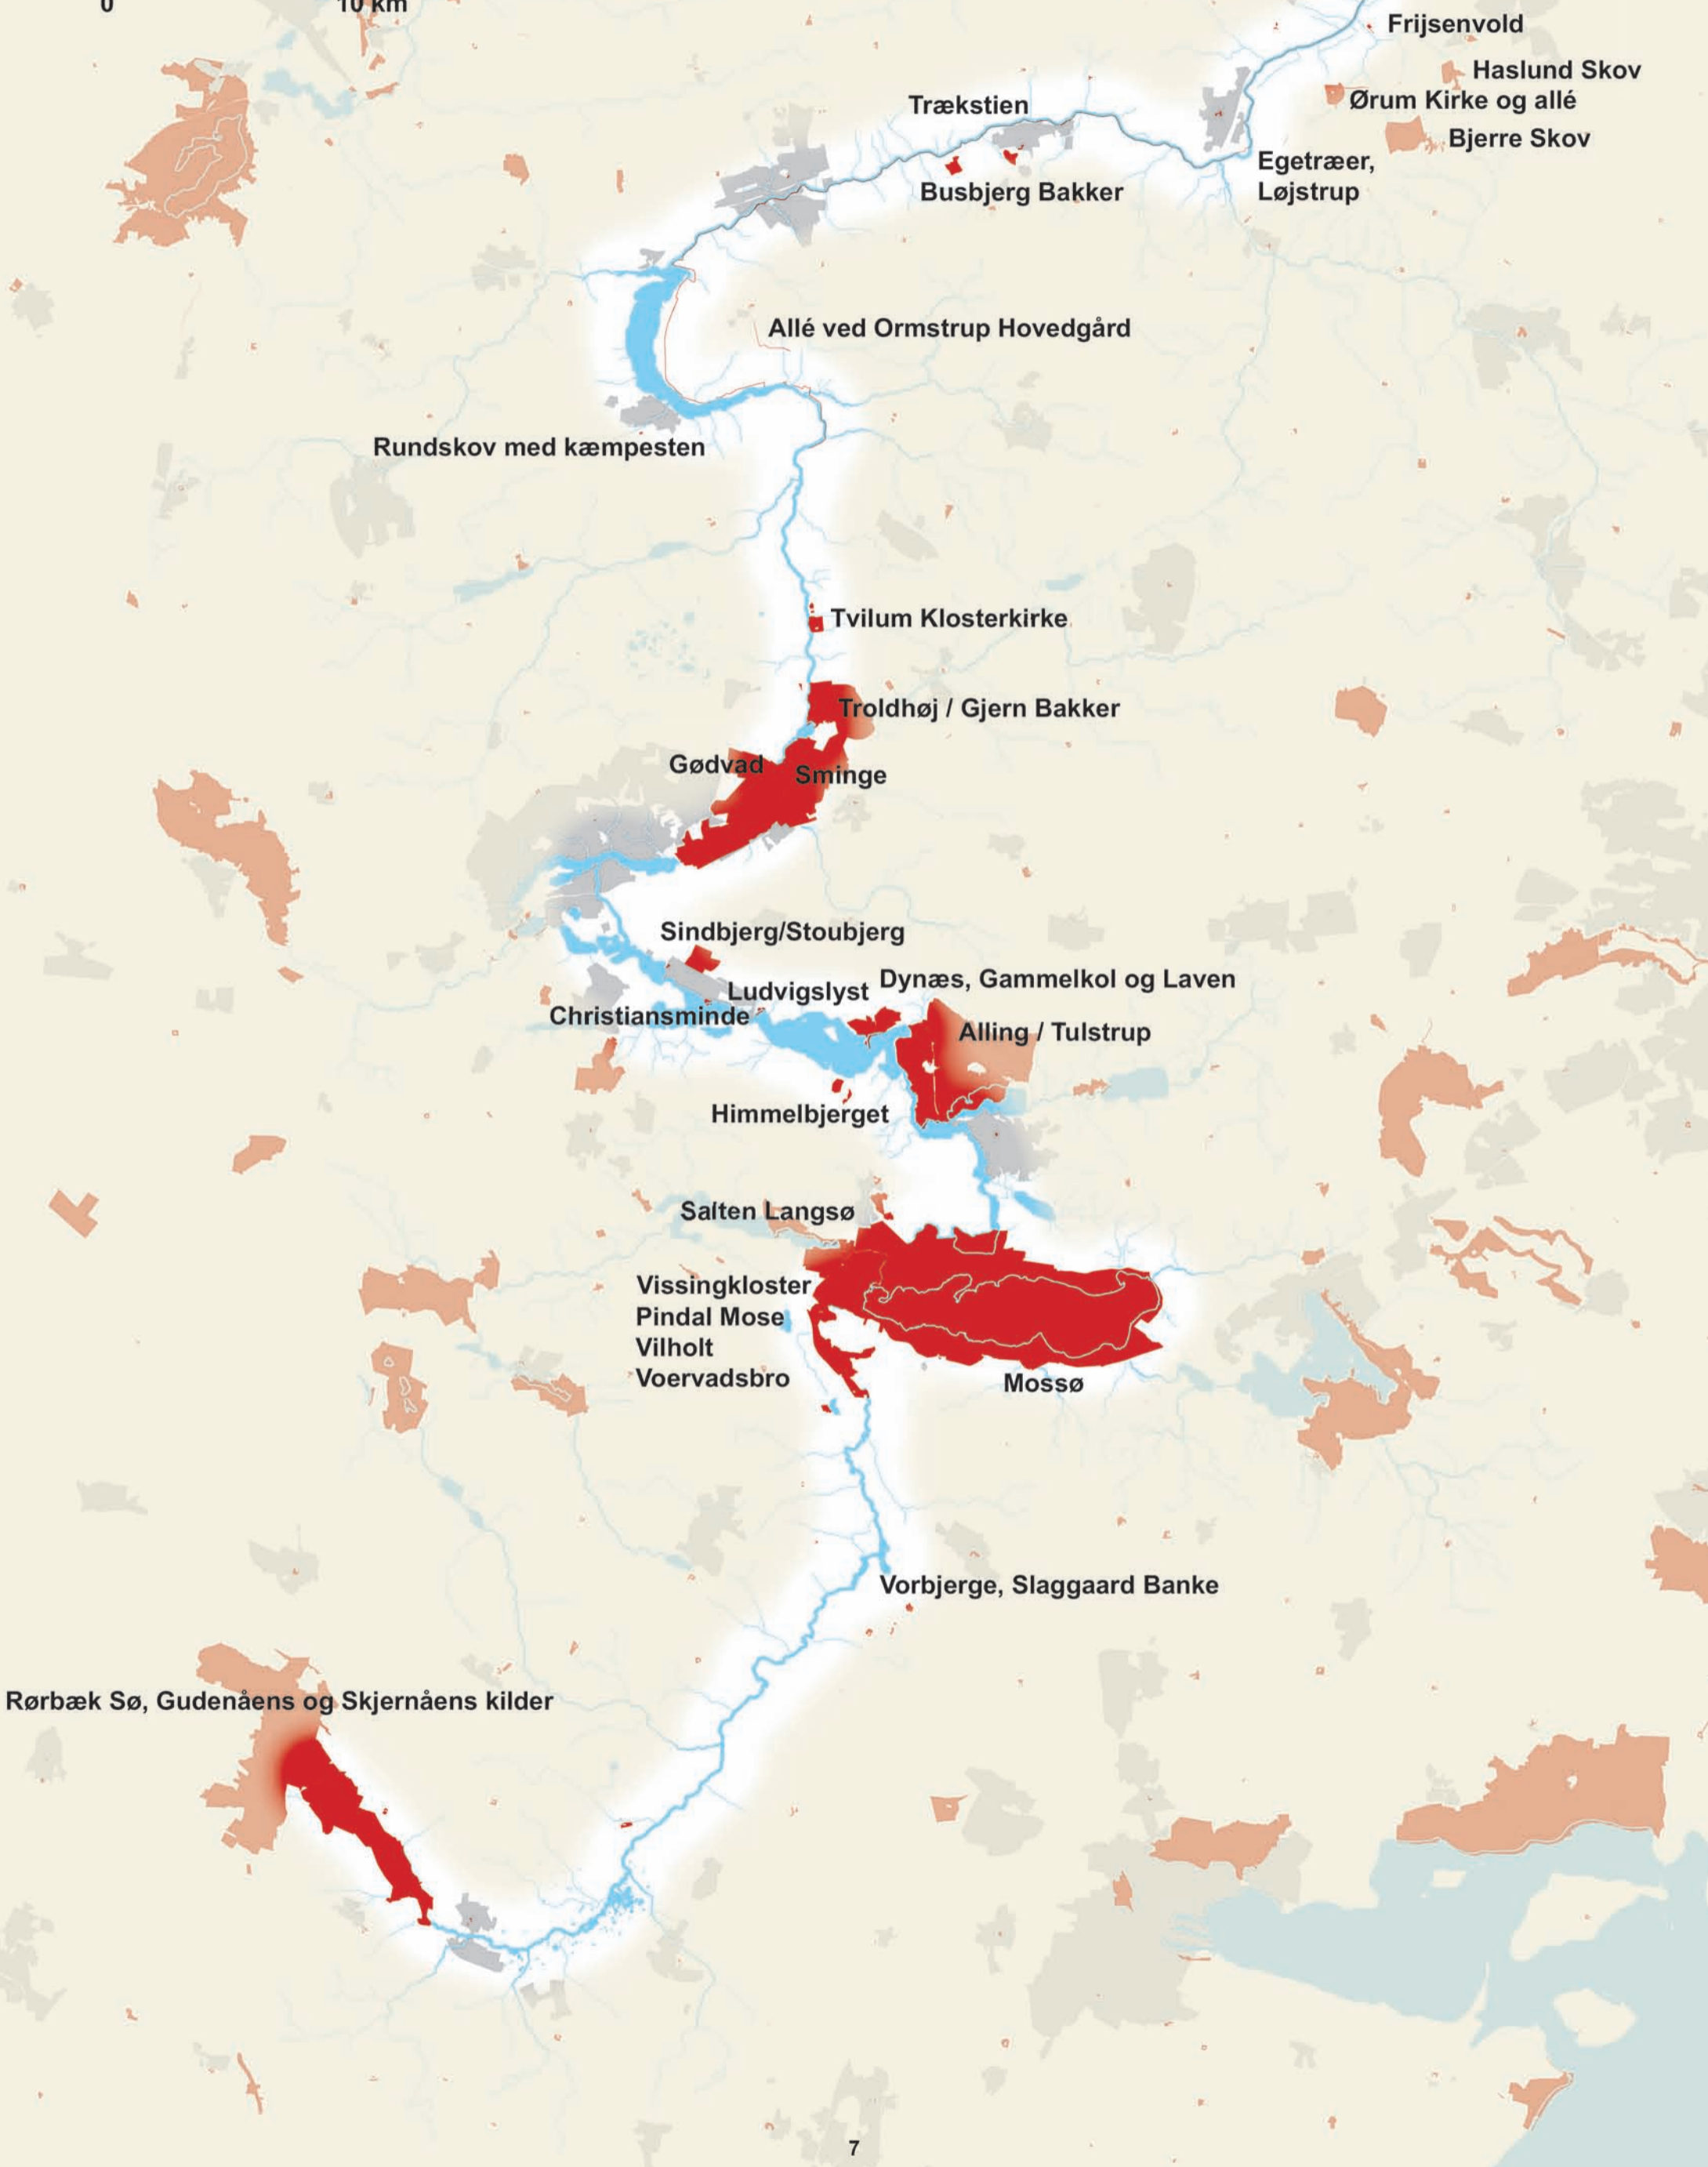 0 10 km
Frijsenvold
Haslund Skov
Trækstien
Ørum Kirke og allé
Bjerre Skov
Egetræer,
Løjstrup
Busbjerg Bakker
Allé ved Ormstrup Hovedgård
Rundskov med kæmpesten
Tvilum Klosterkirke
Troldhøj / Gjern Bakker
Gødvad
Sminge
Sindbjerg/Stoubjerg
Dynæs, Gammelkol og Laven
Ludvigslyst
Christiansminde
Alling / Tulstrup
Himmelbjerget
Salten Langsø
Vissingkloster
Pindal Mose
Vilholt
Voervadsbro
Mossø
Vorbjerge, Slaggaard Banke
Rørbæk Sø, Gudenåens og Skjernåens kilder
7